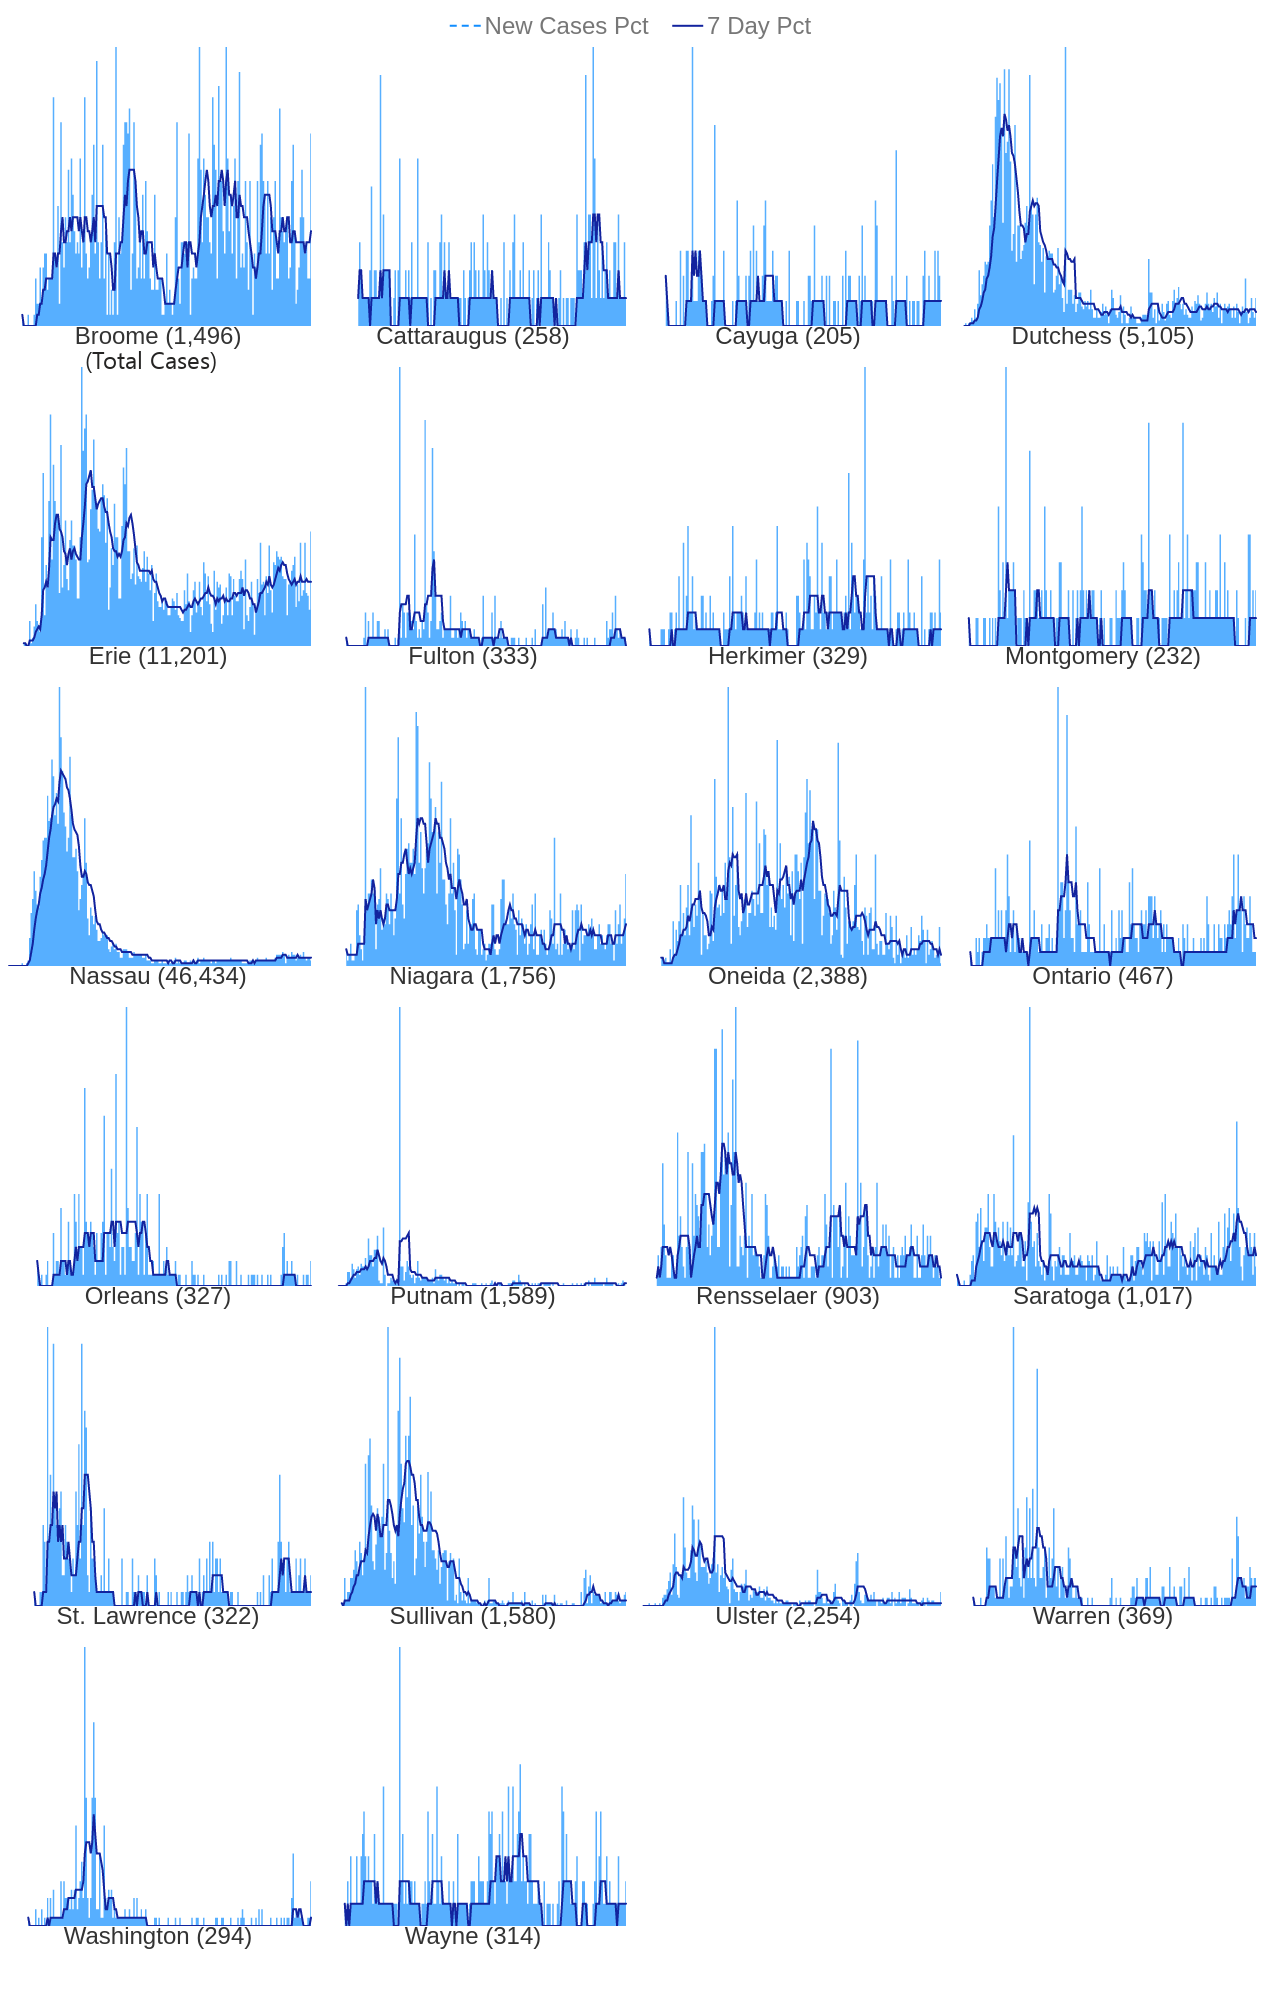 New Cases Pct 7 Day Pct
Broome (1,496) Cattaraugus (258) Cayuga (205) Dutchess (5,105)
(Total Cases)
Erie (11,201) Fulton (333) Herkimer (329) Montgomery (232)
Nassau (46,434) Niagara (1,756) Oneida (2,388) Ontario (467)
Orleans (327) Putnam (1,589) Rensselaer (903) Saratoga (1,017)
St. Lawrence (322) Sullivan (1,580) Ulster (2,254) Warren (369)
Washington (294) Wayne (314)